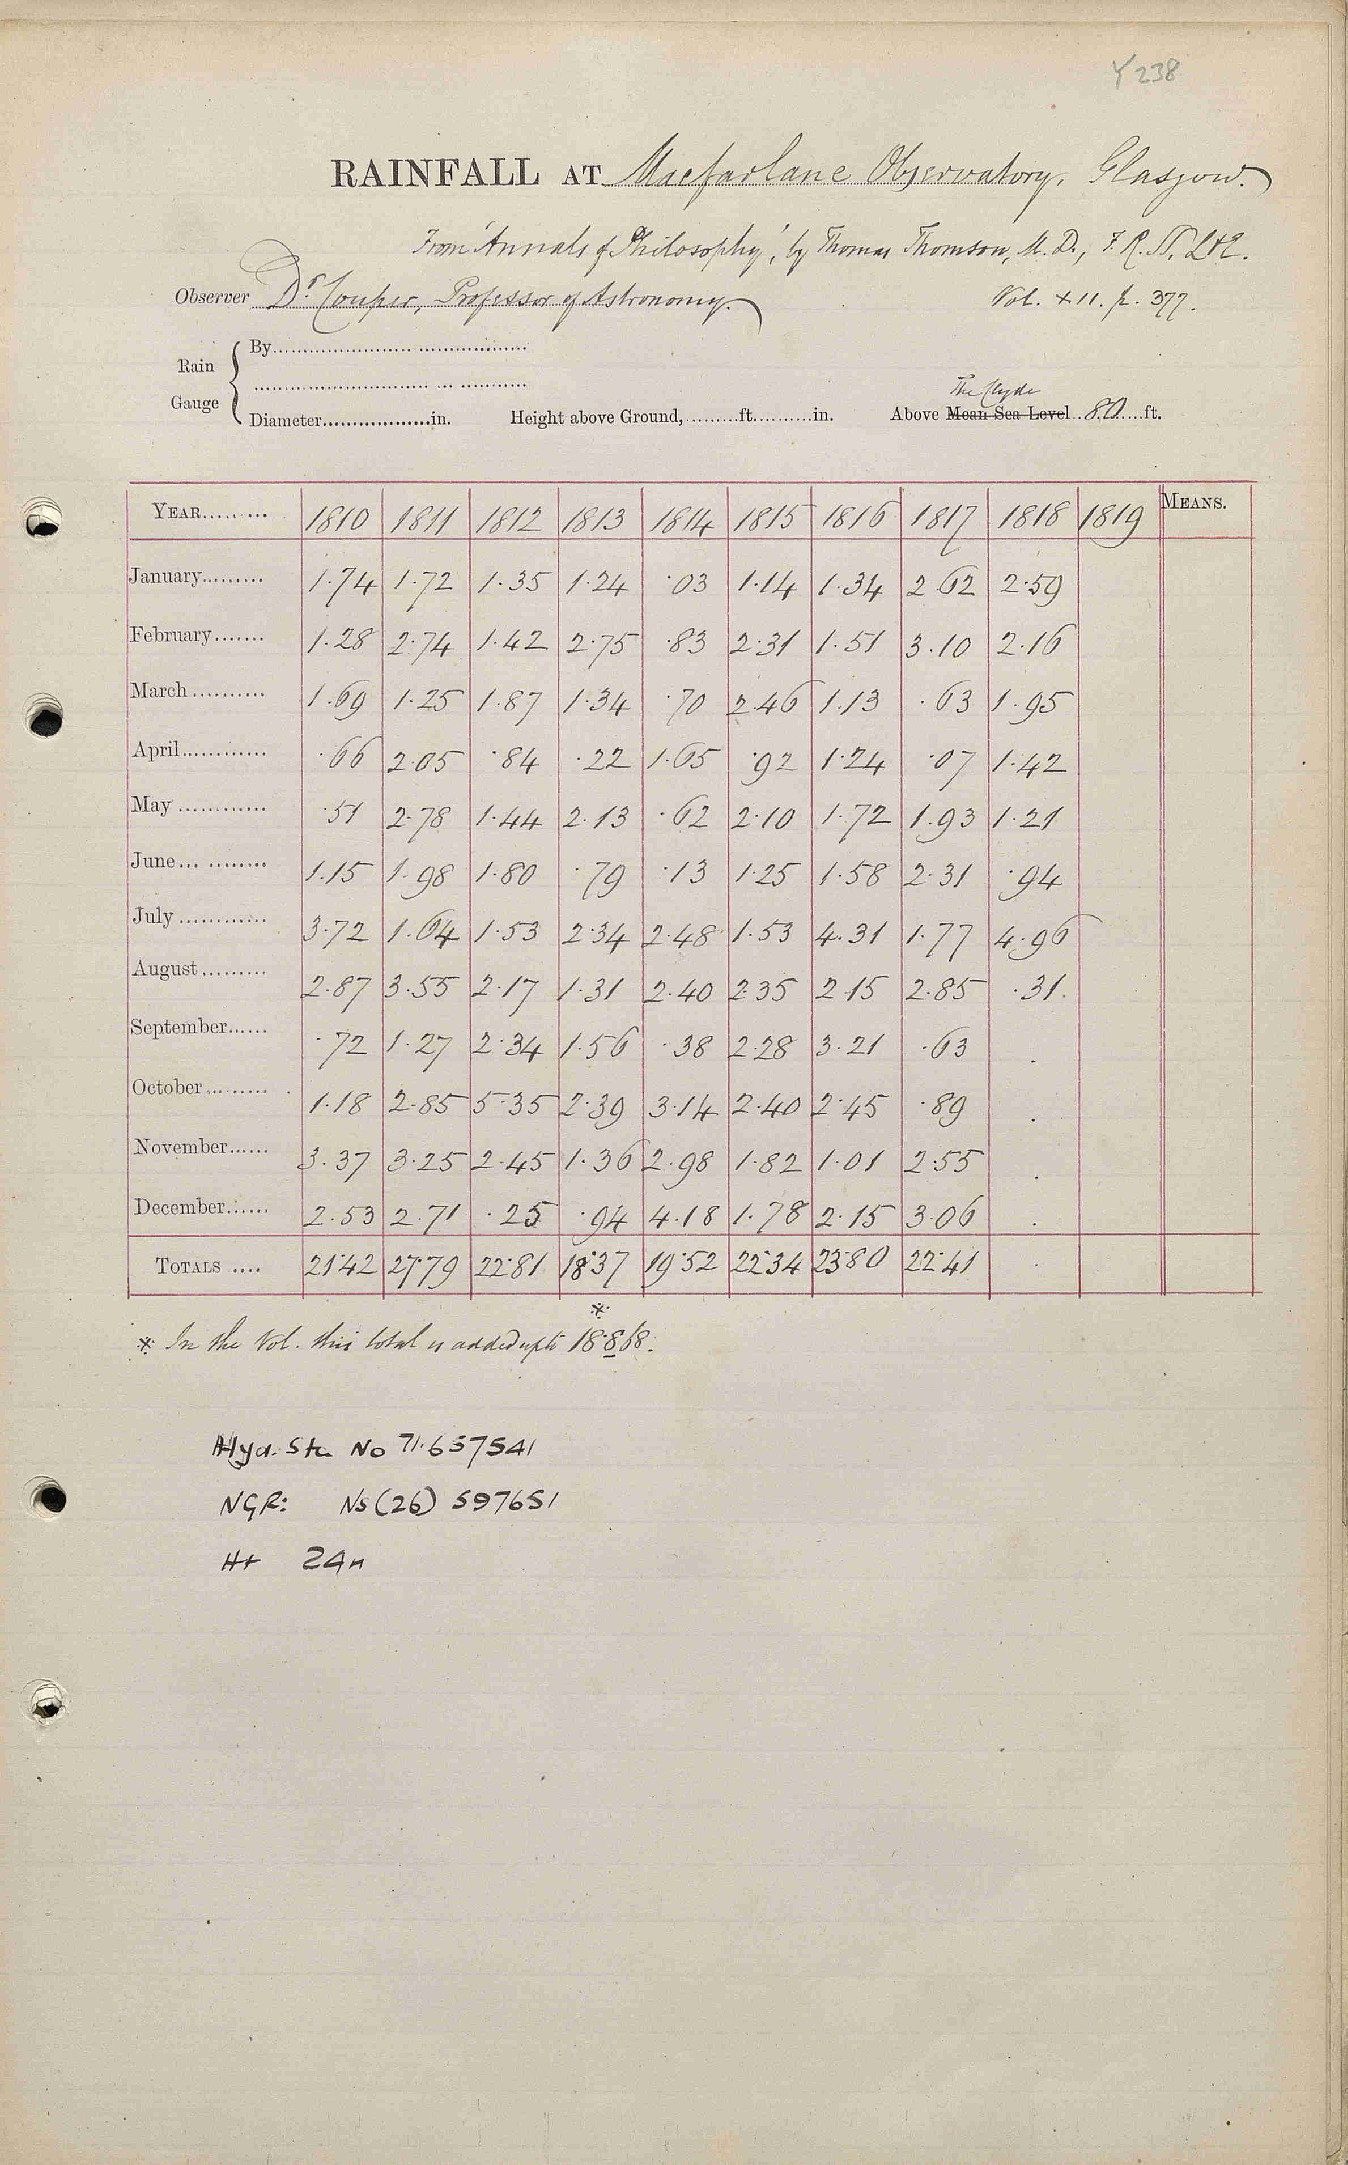 Y 238
RAINFALL AT Macfarlane Observatory, Glasgow.
From 'Annals of Philosophy', by Thomas Thomson, M.D., F.R.S. L&E.
Observer Dr. Couper, Professor of Astronomy. Vol. XII. p. 377.
Rain Gauge
By
The Clyde
Diameter in. Height above Ground, ft. in. Above Mean Sea Level 80 ft.
YEAR 1810 1811 1812 1813 1814 1815 1816 1817 1818 1819 MEANS.
January 1.74 1.72 1.35 1.24 .03 1.14 1.34 2.62 2.59
February 1.28 2.74 1.42 2.75 .83 2.31 1.51 3.10 2.16
March 1.69 1.25 1.87 1.34 .70 2.46 1.13 .63 1.95
April .66 2.05 .84 .22 1.65 .92 1.24 .07 1.42
May .51 2.78 1.44 2.13 .62 2.10 1.72 1.93 1.21
June 1.15 1.98 1.80 .79 .13 1.25 1.58 2.31 .94
July 3.72 1.64 1.53 2.34 2.48 1.53 4.31 1.77 4.96
August 2.87 3.55 2.17 1.31 2.40 2.35 2.15 2.85 .31
September .72 1.27 2.34 1.56 .38 2.28 3.21 .63 .
October 1.18 2.85 5.35 2.39 3.14 2.40 2.45 .89 .
November 3.37 3.25 2.45 1.36 2.98 1.82 1.01 2.55 .
December 2.53 2.71 .25 .94 4.18 1.78 2.15 3.06 .
TOTALS 21.42 27.79 22.81 18.37 19.52 22.34 23.80 22.41 .
*
* In the Vol. this total is added up to 18.868.
Hyd. Stn No 71.657541
NGR: NS(26) 597651
Ht 24m